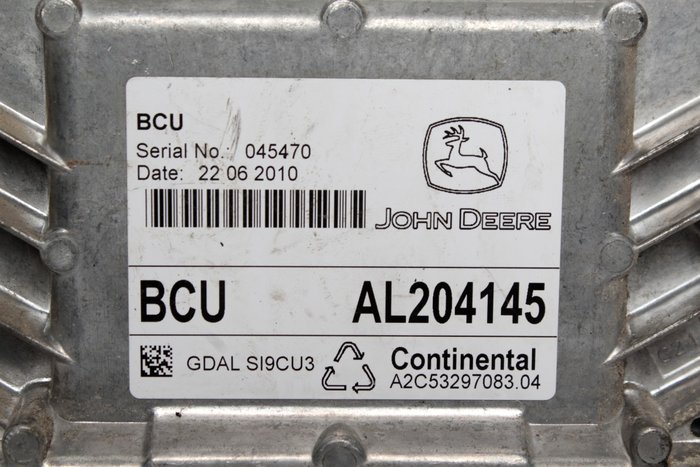 BCU
Serial No.: 045470
Date: 22 06 2010
JOHN DEERE
BCU AL204145
GDAL SI9CU3 Continental
A2C53297083.04